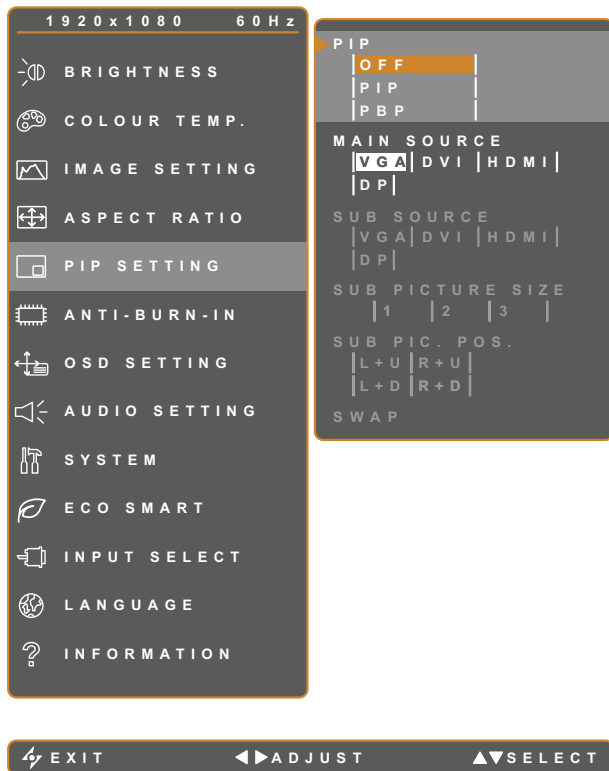 1920x1080 60Hz
BRIGHTNESS
COLOUR TEMP.
IMAGE SETTING
ASPECT RATIO
PIP SETTING
ANTI-BURN-IN
OSD SETTING
AUDIO SETTING
SYSTEM
ECO SMART
INPUT SELECT
LANGUAGE
INFORMATION
PIP
OFF
PIP
PBP
MAIN SOURCE
VGA DVI HDMI
DP
SUB SOURCE
VGA DVI HDMI
DP
SUB PICTURE SIZE
1 2 3
SUB PIC. POS.
L+U R+U
L+D R+D
SWAP
EXIT ADJUST SELECT